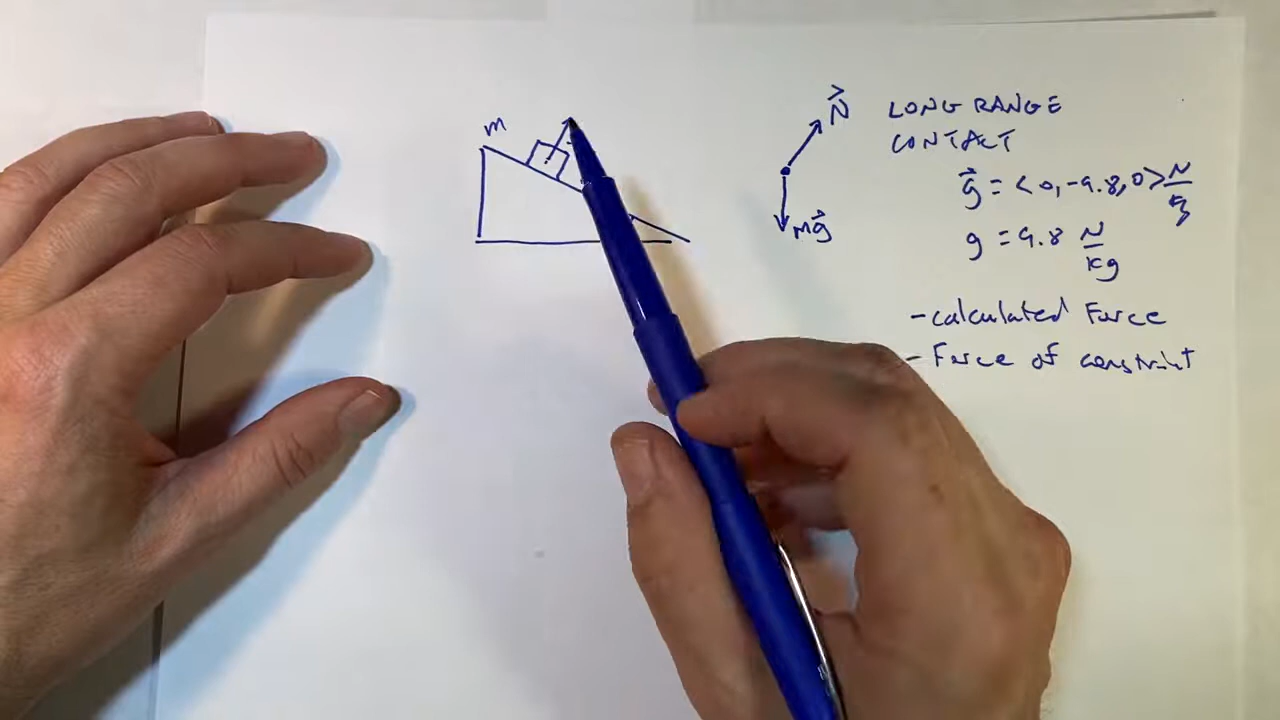 m
N⃗
mg⃗
LONG RANGE
CONTACT
g⃗ = <0, -9.8, 0> N/kg
g = 9.8 N/kg
- calculated Force
- Force of constraint